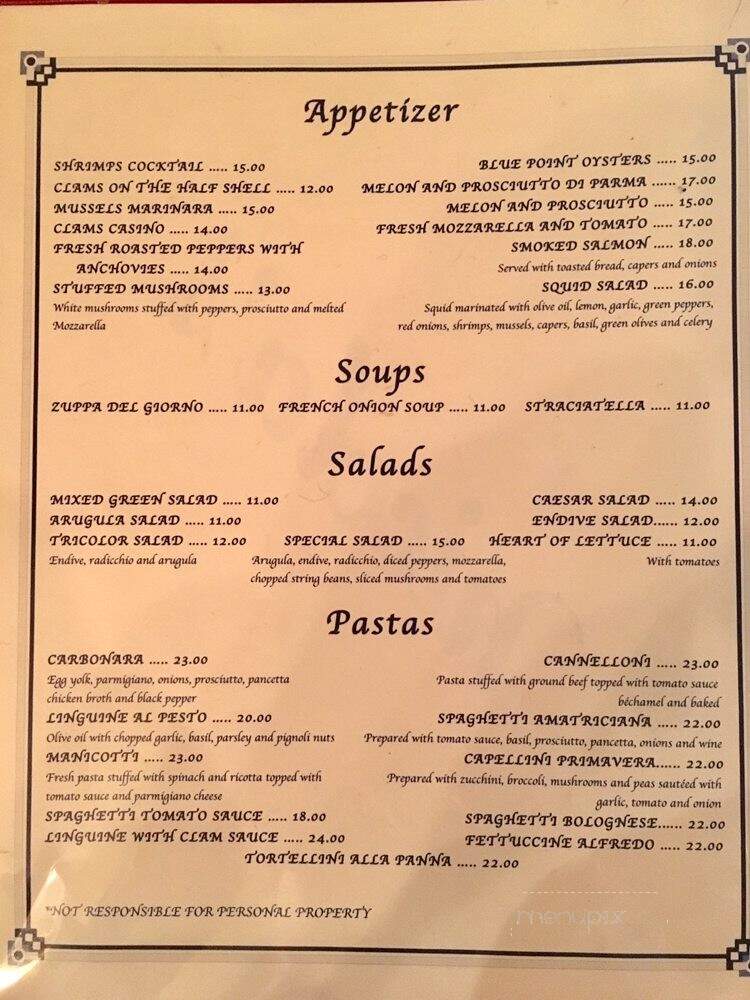 Appetizer
SHRIMPS COCKTAIL ..... 15.00
CLAMS ON THE HALF SHELL ..... 12.00
MUSSELS MARINARA ..... 15.00
CLAMS CASINO ..... 14.00
FRESH ROASTED PEPPERS WITH
ANCHOVIES ..... 14.00
STUFFED MUSHROOMS ..... 13.00
White mushrooms stuffed with peppers, prosciutto and melted
Mozzarella
BLUE POINT OYSTERS ..... 15.00
MELON AND PROSCIUTTO DI PARMA ...... 17.00
MELON AND PROSCIUTTO ..... 15.00
FRESH MOZZARELLA AND TOMATO ..... 17.00
SMOKED SALMON ..... 18.00
Served with toasted bread, capers and onions
SQUID SALAD ..... 16.00
Squid marinated with olive oil, lemon, garlic, green peppers,
red onions, shrimps, mussels, capers, basil, green olives and celery
Soups
ZUPPA DEL GIORNO ..... 11.00 FRENCH ONION SOUP ..... 11.00 STRACIATELLA ..... 11.00
Salads
MIXED GREEN SALAD ..... 11.00
ARUGULA SALAD ..... 11.00
TRICOLOR SALAD ..... 12.00
Endive, radicchio and arugula
SPECIAL SALAD ..... 15.00
Arugula, endive, radicchio, diced peppers, mozzarella,
chopped string beans, sliced mushrooms and tomatoes
CAESAR SALAD ..... 14.00
ENDIVE SALAD...... 12.00
HEART OF LETTUCE ..... 11.00
With tomatoes
Pastas
CARBONARA ..... 23.00
Egg yolk, parmigiano, onions, prosciutto, pancetta
chicken broth and black pepper
LINGUINE AL PESTO ..... 20.00
Olive oil with chopped garlic, basil, parsley and pignoli nuts
MANICOTTI ..... 23.00
Fresh pasta stuffed with spinach and ricotta topped with
tomato sauce and parmigiano cheese
SPAGHETTI TOMATO SAUCE ..... 18.00
LINGUINE WITH CLAM SAUCE ..... 24.00
CANNELLONI ..... 23.00
Pasta stuffed with ground beef topped with tomato sauce
béchamel and baked
SPAGHETTI AMATRICIANA ..... 22.00
Prepared with tomato sauce, basil, prosciutto, pancetta, onions and wine
CAPELLINI PRIMAVERA...... 22.00
Prepared with zucchini, broccoli, mushrooms and peas sautéed with
garlic, tomato and onion
SPAGHETTI BOLOGNESE...... 22.00
FETTUCCINE ALFREDO ..... 22.00
TORTELLINI ALLA PANNA ..... 22.00
*NOT RESPONSIBLE FOR PERSONAL PROPERTY
menupix